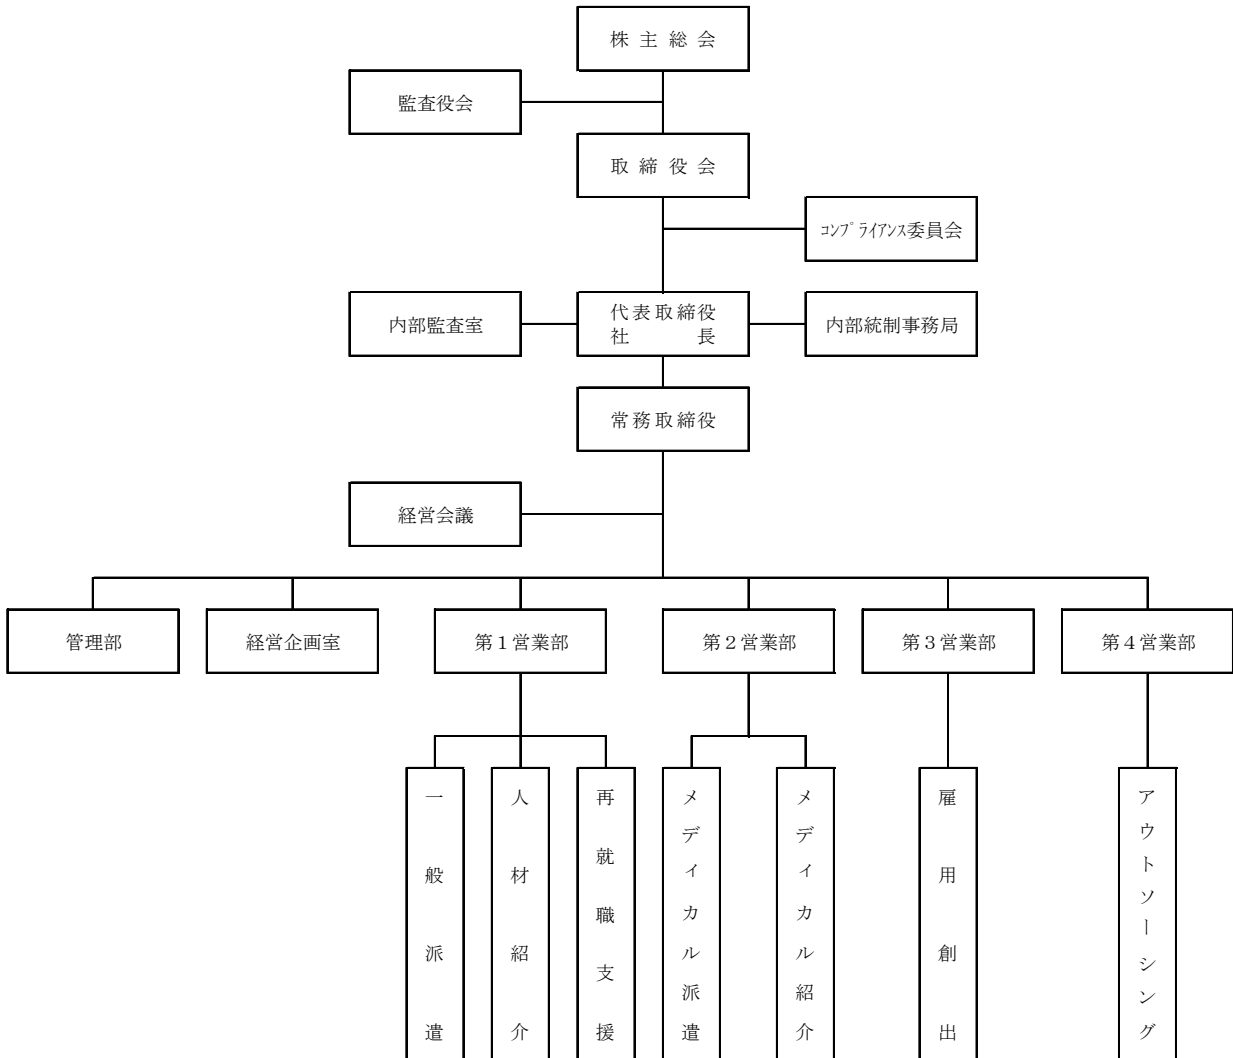 株主総会
監査役会
取締役会
ｺﾝﾌﾟﾗｲｱﾝｽ委員会
内部監査室
代表取締役
社長
内部統制事務局
常務取締役
経営会議
管理部
経営企画室
第１営業部
第２営業部
第３営業部
第４営業部
一般派遣
人材紹介
再就職支援
メディカル派遣
メディカル紹介
雇用創出
アウトソーシング